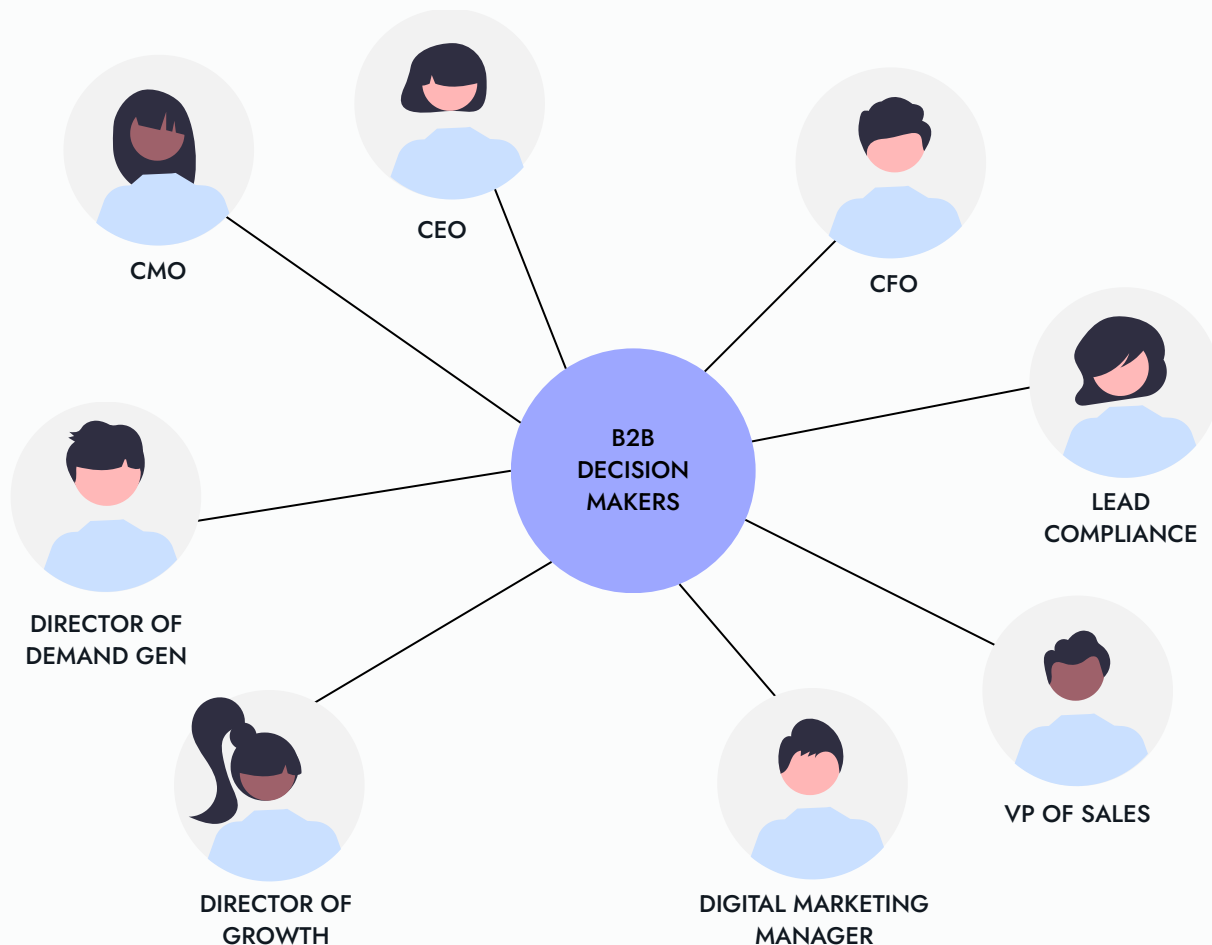 CEO
CMO
CFO
B2B
DECISION
MAKERS
LEAD
COMPLIANCE
DIRECTOR OF
DEMAND GEN
VP OF SALES
DIRECTOR OF
GROWTH
DIGITAL MARKETING
MANAGER